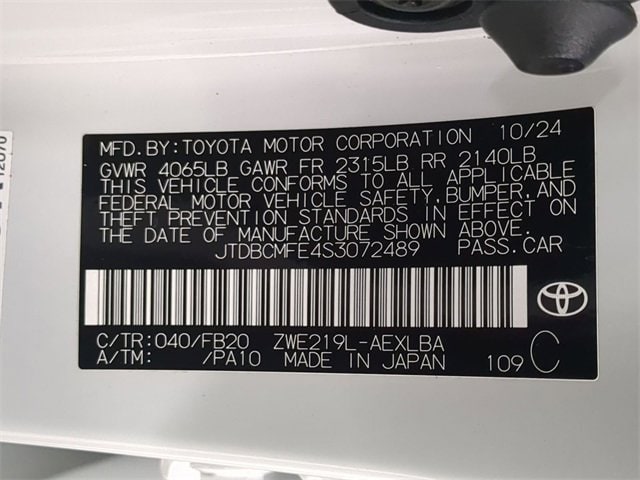 MFD.BY:TOYOTA MOTOR CORPORATION 10/24
GVWR 4065LB GAWR FR 2315LB RR 2140LB
THIS VEHICLE CONFORMS TO ALL APPLICABLE
FEDERAL MOTOR VEHICLE SAFETY,BUMPER,AND
THEFT PREVENTION STANDARDS IN EFFECT ON
THE DATE OF MANUFACTURE SHOWN ABOVE.
JTDBCMFE4S3072489 PASS.CAR
C/TR:040/FB20 ZWE219L-AEXLBA
A/TM: /PA10 MADE IN JAPAN 109 C